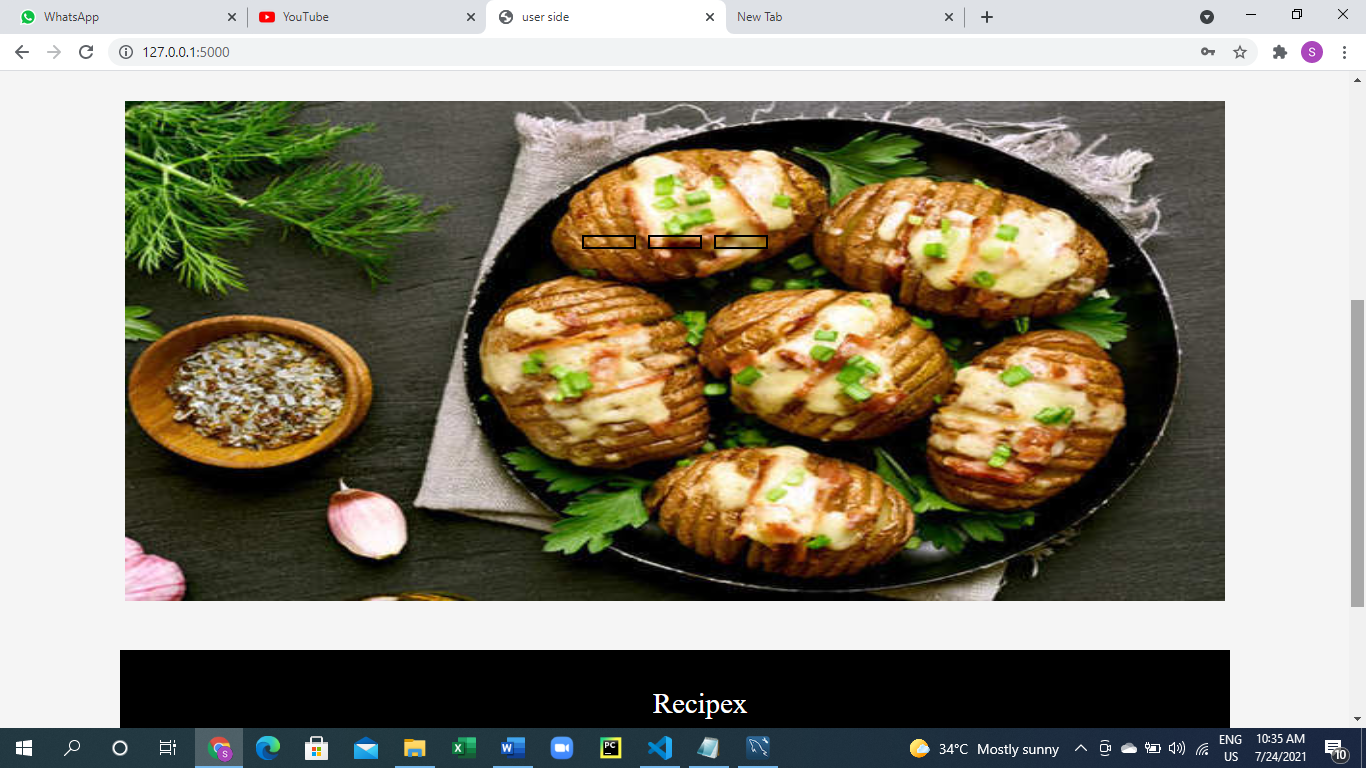 WhatsApp
YouTube
user side
New Tab
127.0.0.1:5000
S
Recipex
S
X
W
PC
34°C Mostly sunny
ENG
US
10:35 AM
7/24/2021
10